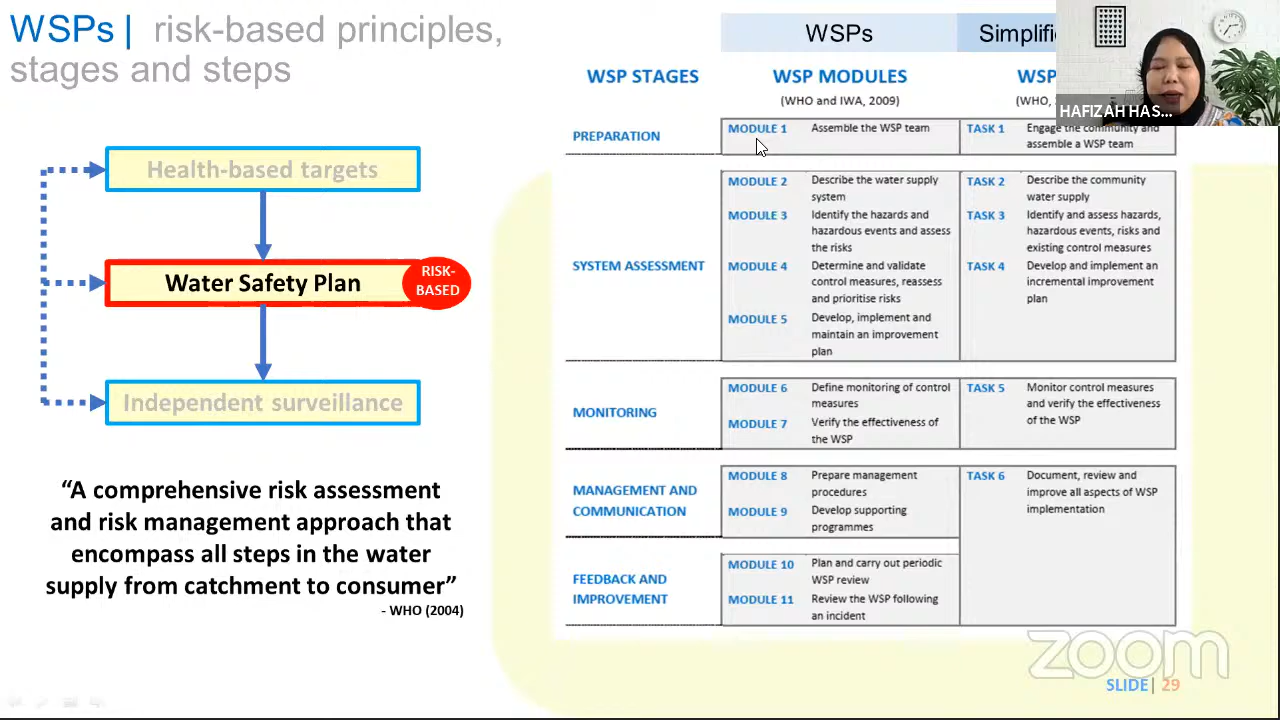 WSPs | risk-based principles,
stages and steps
Health-based targets
Water Safety Plan
RISK-
BASED
Independent surveillance
“A comprehensive risk assessment
and risk management approach that
encompass all steps in the water
supply from catchment to consumer”
- WHO (2004)
WSPs
WSP STAGES
WSP MODULES
WSP
(WHO and IWA, 2009)
(WHO,
HAFIZAH HAS...
PREPARATION
MODULE 1 Assemble the WSP team
TASK 1 Engage the community and
assemble a WSP team
SYSTEM ASSESSMENT
MODULE 2 Describe the water supply
system
MODULE 3 Identify the hazards and
hazardous events and assess
the risks
MODULE 4 Determine and validate
control measures, reassess
and prioritise risks
MODULE 5 Develop, implement and
maintain an improvement
plan
TASK 2 Describe the community
water supply
TASK 3 Identify and assess hazards,
hazardous events, risks and
existing control measures
TASK 4 Develop and implement an
incremental improvement
plan
MONITORING
MODULE 6 Define monitoring of control
measures
MODULE 7 Verify the effectiveness of
the WSP
TASK 5 Monitor control measures
and verify the effectiveness
of the WSP
MANAGEMENT AND
COMMUNICATION
MODULE 8 Prepare management
procedures
MODULE 9 Develop supporting
programmes
TASK 6 Document, review and
improve all aspects of WSP
implementation
FEEDBACK AND
IMPROVEMENT
MODULE 10 Plan and carry out periodic
WSP review
MODULE 11 Review the WSP following
an incident
zoom
SLIDE| 29